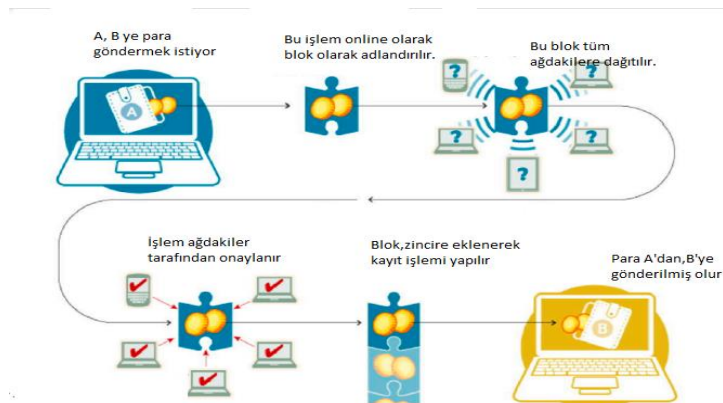 A, B ye para
göndermek istiyor
Bu işlem online olarak
blok olarak adlandırılır.
Bu blok tüm
ağdakilere dağıtılır.
A
?
?
?
?
?
İşlem ağdakiler
tarafından onaylanır
Blok,zincire eklenerek
kayıt işlemi yapılır
Para A'dan,B'ye
gönderilmiş olur
B